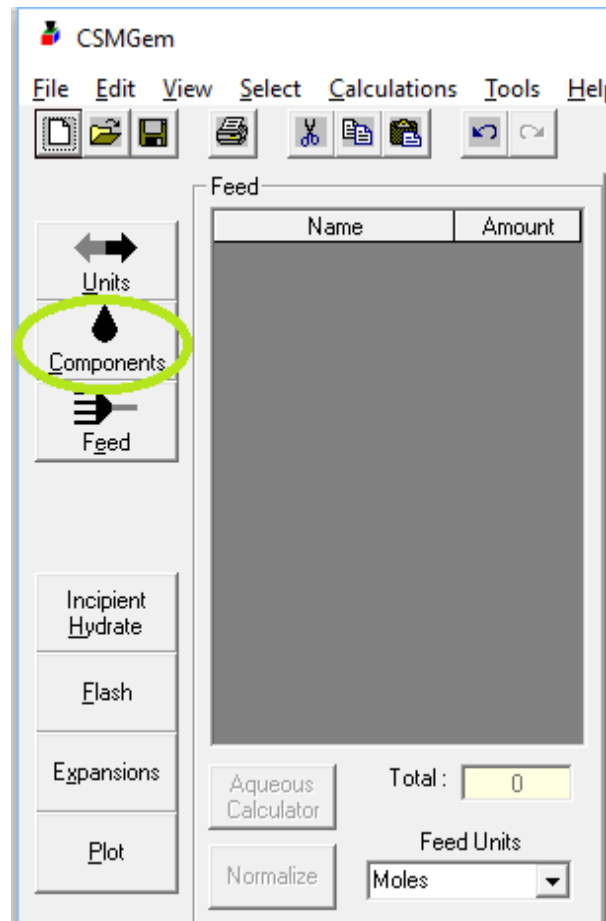 CSMGem
File Edit View Select Calculations Tools Hel
Feed
Name Amount
Units
Components
Feed
Incipient
Hydrate
Flash
Expansions
Plot
Aqueous
Calculator
Total : 0
Normalize
Feed Units
Moles